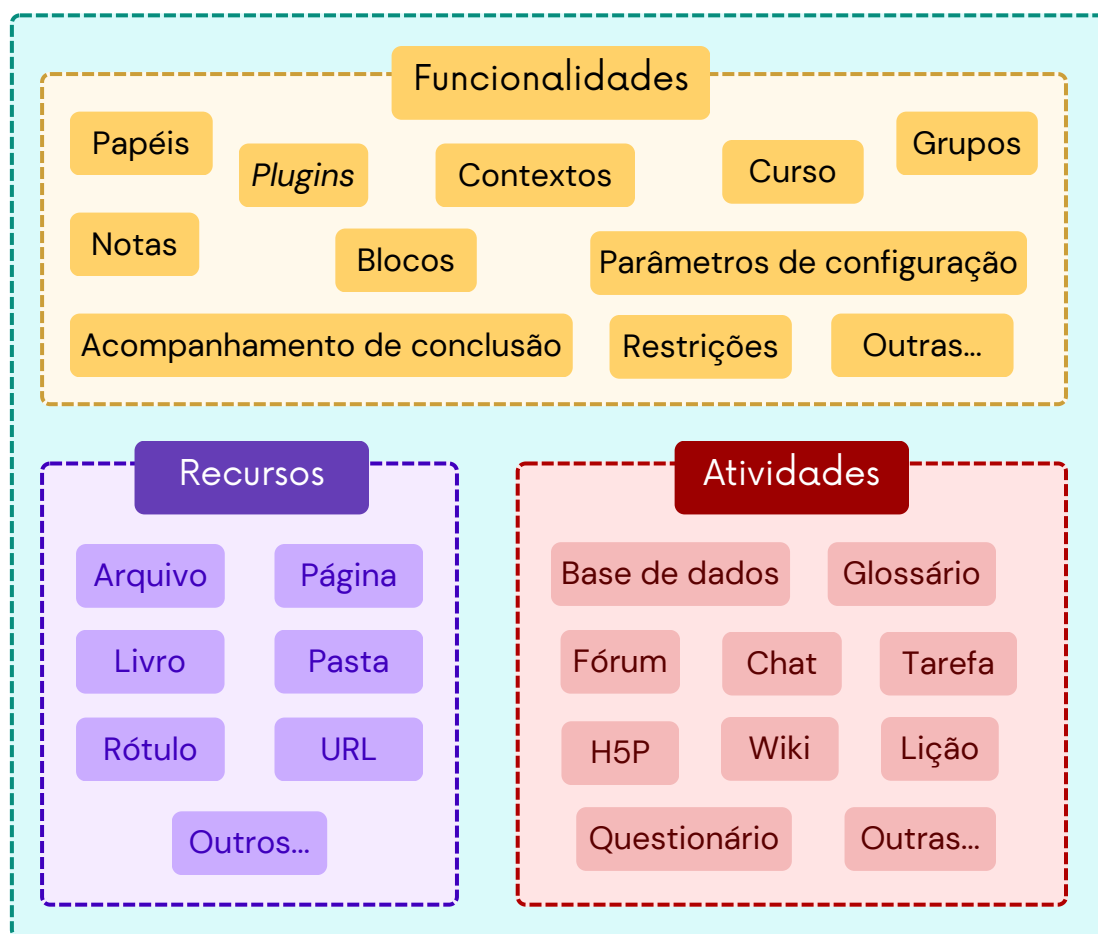 Funcionalidades
Papéis
Plugins
Contextos
Curso
Grupos
Notas
Blocos
Parâmetros de configuração
Acompanhamento de conclusão
Restrições
Outras...
Recursos
Arquivo
Página
Livro
Pasta
Rótulo
URL
Outros...
Atividades
Base de dados
Glossário
Fórum
Chat
Tarefa
H5P
Wiki
Lição
Questionário
Outras...